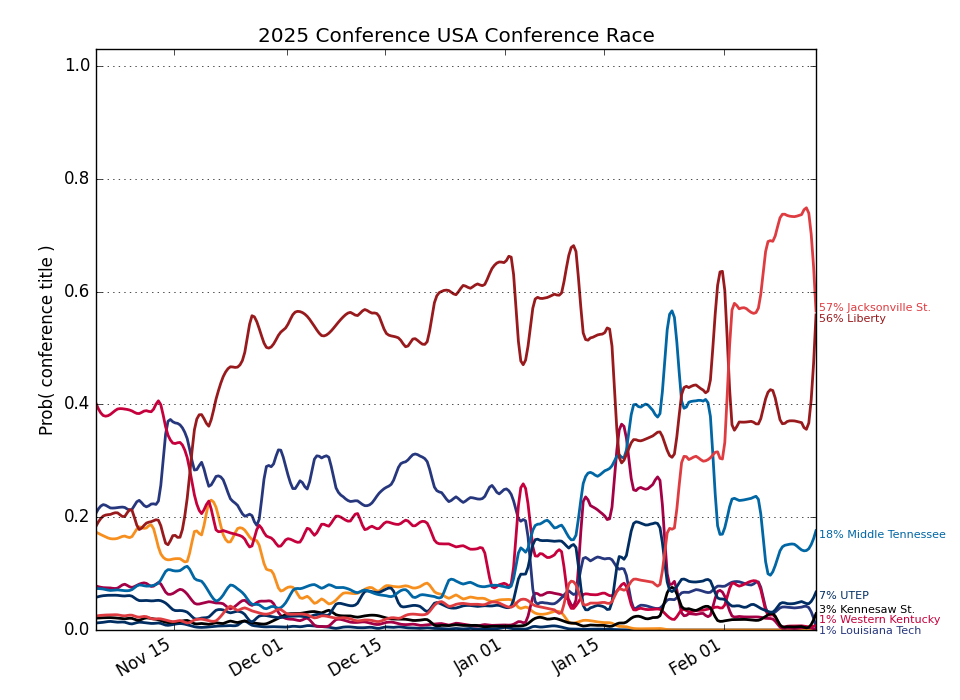 2025 Conference USA Conference Race
Prob( conference title )
1.0
0.8
0.6
0.4
0.2
0.0
57% Jacksonville St.
56% Liberty
18% Middle Tennessee
7% UTEP
3% Kennesaw St.
1% Western Kentucky
1% Louisiana Tech
Nov 15
Dec 01
Dec 15
Jan 01
Jan 15
Feb 01